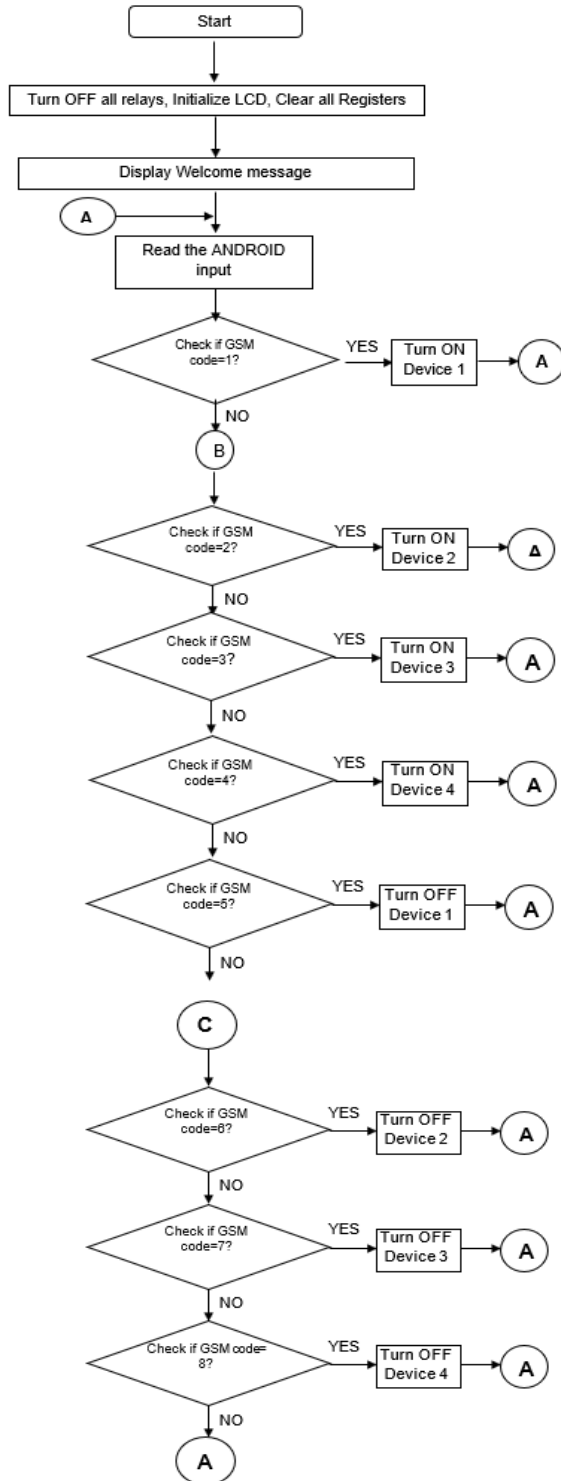 Start
Turn OFF all relays, Initialize LCD, Clear all Registers
Display Welcome message
A
Read the ANDROID
input
Check if GSM
code=1?
YES
Turn ON
Device 1
A
NO
B
Check if GSM
code=2?
YES
Turn ON
Device 2
A
NO
Check if GSM
code=3?
YES
Turn ON
Device 3
A
NO
Check if GSM
code=4?
YES
Turn ON
Device 4
A
NO
Check if GSM
code=5?
YES
Turn OFF
Device 1
A
NO
C
Check if GSM
code=6?
YES
Turn OFF
Device 2
A
NO
Check if GSM
code=7?
YES
Turn OFF
Device 3
A
NO
Check if GSM code=
8?
YES
Turn OFF
Device 4
A
NO
A